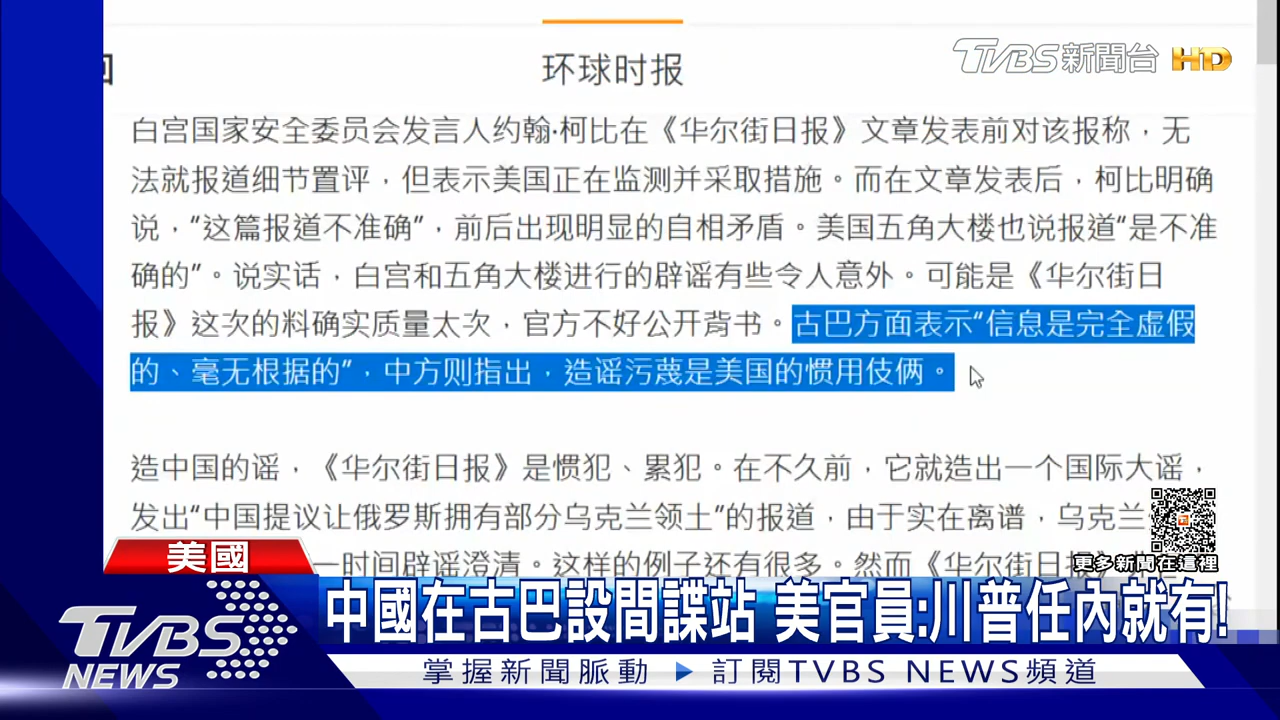 环球时报
TVBS新聞台 HD
白宫国家安全委员会发言人约翰·柯比在《华尔街日报》文章发表前对该报称，无
法就报道细节置评，但表示美国正在监测并采取措施。而在文章发表后，柯比明确
说，“这篇报道不准确”，前后出现明显的自相矛盾。美国五角大楼也说报道“是不准
确的”。说实话，白宫和五角大楼进行的辟谣有些令人意外。可能是《华尔街日
报》这次的料确实质量太次，官方不好公开背书。古巴方面表示“信息是完全虚假
的、毫无根据的”，中方则指出，造谣污蔑是美国的惯用伎俩。
造中国的谣，《华尔街日报》是惯犯、累犯。在不久前，它就造出一个国际大谣，
发出“中国提议让俄罗斯拥有部分乌克兰领土”的报道，由于实在离谱，乌克兰
一时间辟谣澄清。这样的例子还有很多。然而《华尔街日报》
更多新聞在這裡
美國
中國在古巴設間諜站 美官員:川普任內就有!
TVBS NEWS
掌握新聞脈動 ▶ 訂閱TVBS NEWS頻道